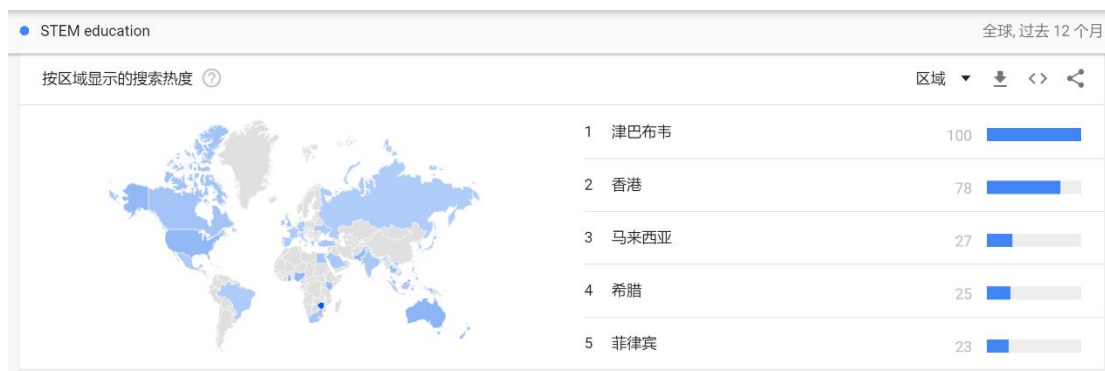 STEM education 全球, 过去 12 个月
按区域显示的搜索热度 区域
1 津巴布韦 100
2 香港 78
3 马来西亚 27
4 希腊 25
5 菲律宾 23